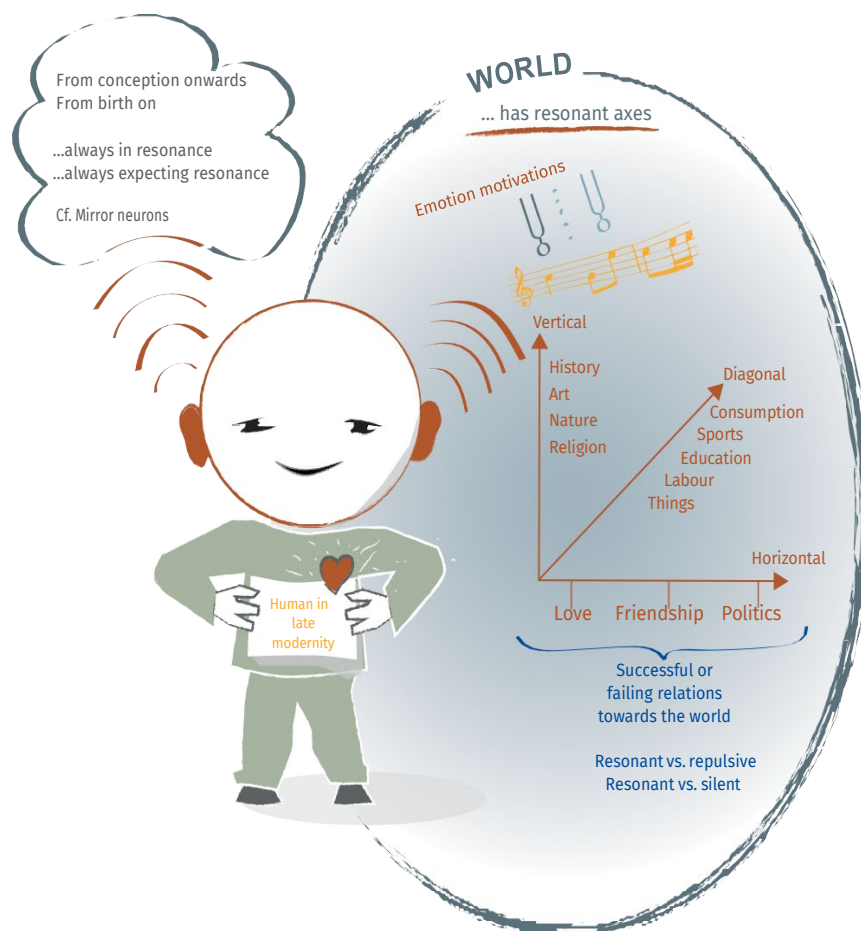 From conception onwards
From birth on
...always in resonance
...always expecting resonance
Cf. Mirror neurons
WORLD
... has resonant axes
Emotion motivations
Vertical
History
Art
Nature
Religion
Diagonal
Consumption
Sports
Education
Labour
Things
Horizontal
Love Friendship Politics
Human in
late
modernity
Successful or
failing relations
towards the world
Resonant vs. repulsive
Resonant vs. silent